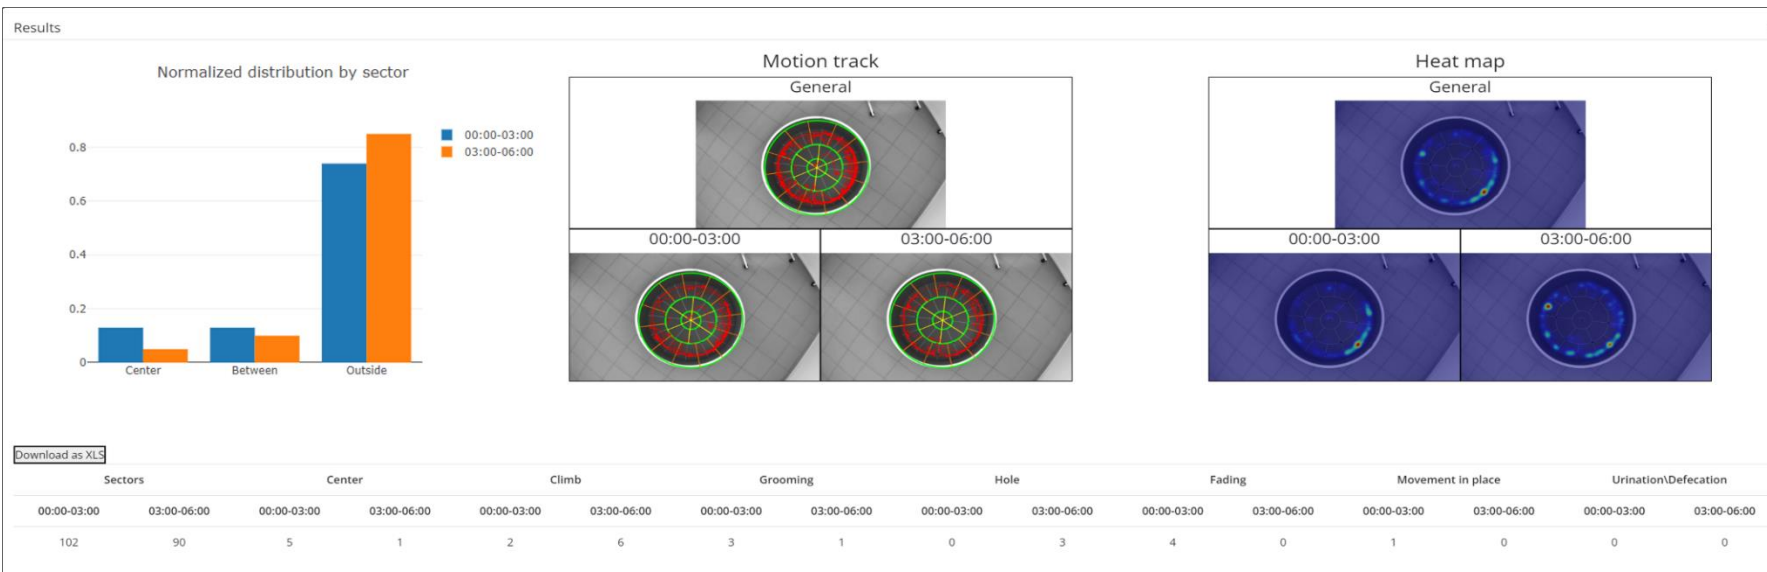 Results
Normalized distribution by sector
0.8
0.6
0.4
0.2
0
Center Between Outside
00:00-03:00
03:00-06:00
Motion track
General
00:00-03:00 03:00-06:00
Heat map
General
00:00-03:00 03:00-06:00
Download as XLS
Sectors Center Climb Grooming Hole Fading Movement in place Urination\Defecation
00:00-03:00 03:00-06:00 00:00-03:00 03:00-06:00 00:00-03:00 03:00-06:00 00:00-03:00 03:00-06:00 00:00-03:00 03:00-06:00 00:00-03:00 03:00-06:00 00:00-03:00 03:00-06:00 00:00-03:00 03:00-06:00
102 90 5 1 2 6 3 1 0 3 4 0 1 0 0 0